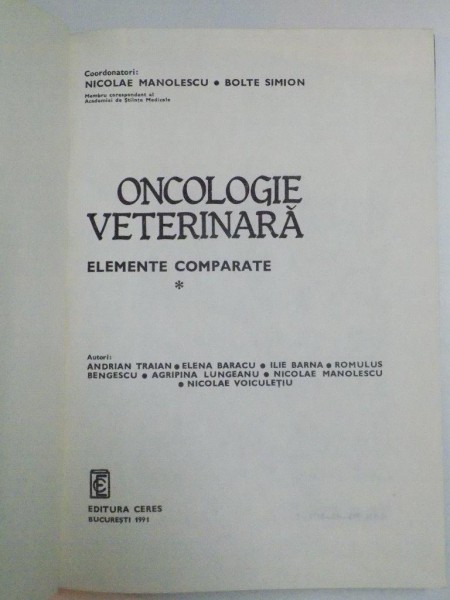 Coordonatori:
NICOLAE MANOLESCU • BOLTE SIMION
Membru corespondent al
Academiei de Științe Medicale
ONCOLOGIE
VETERINARĂ
ELEMENTE COMPARATE
*
Autori:
ANDRIAN TRAIAN • ELENA BARACU • ILIE BARNA • ROMULUS
BENGESCU • AGRIPINA LUNGEANU • NICOLAE MANOLESCU
• NICOLAE VOICULEȚIU
EDITURA CERES
BUCUREȘTI 1991